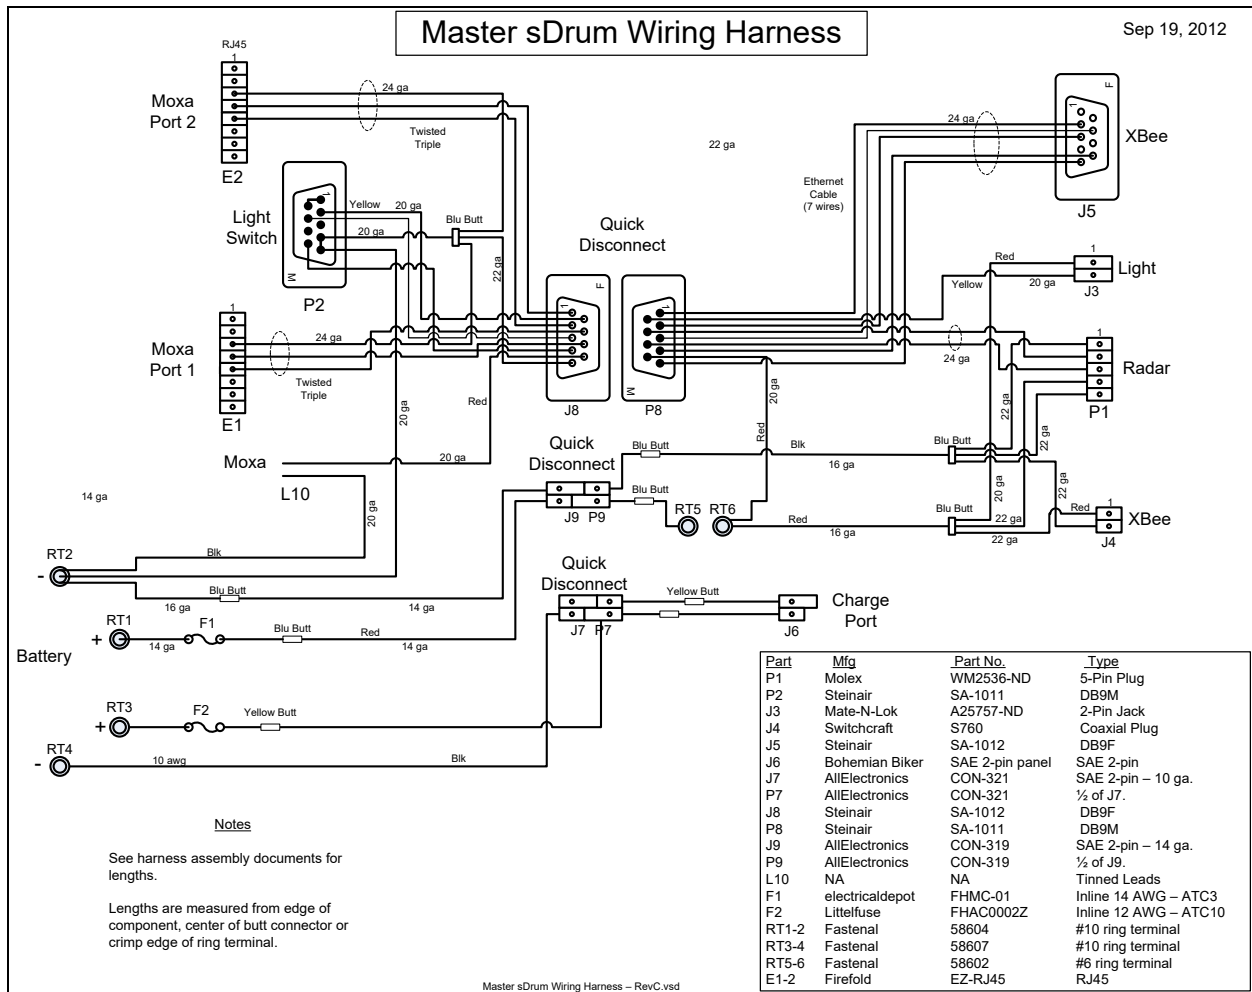 Master sDrum Wiring Harness
Sep 19, 2012
RJ45
1
Moxa
Port 2
E2
24 ga
Twisted
Triple
22 ga
24 ga
Ethernet
Cable
(7 wires)
1
F
XBee
J5
Light
Switch
1
M
P2
Yellow
20 ga
20 ga
Blu Butt
22 ga
Quick
Disconnect
1
F
J8
1
M
P8
Red
Yellow
20 ga
1
Light
J3
1
Moxa
Port 1
E1
24 ga
Twisted
Triple
20 ga
Red
24 ga
20 ga
Red
22 ga
22 ga
1
Radar
P1
Moxa
L10
20 ga
20 ga
Quick
Disconnect
J9
P9
Blu Butt
Blk
16 ga
Blu Butt
Blu Butt
RT5
RT6
Red
16 ga
Blu Butt
20 ga
22 ga
22 ga
22 ga
Red
1
XBee
J4
14 ga
RT2
-
Blk
Blu Butt
16 ga
14 ga
Quick
Disconnect
J7
P7
Yellow Butt
J6
Charge
Port
Battery
RT1
+
14 ga
F1
Blu Butt
Red
14 ga
RT3
+
F2
Yellow Butt
RT4
-
10 awg
Blk
Notes
See harness assembly documents for
lengths.
Lengths are measured from edge of
component, center of butt connector or
crimp edge of ring terminal.
Part Mfg Part No. Type
P1 Molex WM2536-ND 5-Pin Plug
P2 Steinair SA-1011 DB9M
J3 Mate-N-Lok A25757-ND 2-Pin Jack
J4 Switchcraft S760 Coaxial Plug
J5 Steinair SA-1012 DB9F
J6 Bohemian Biker SAE 2-pin panel SAE 2-pin
J7 AllElectronics CON-321 SAE 2-pin – 10 ga.
P7 AllElectronics CON-321 ½ of J7.
J8 Steinair SA-1012 DB9F
P8 Steinair SA-1011 DB9M
J9 AllElectronics CON-319 SAE 2-pin – 14 ga.
P9 AllElectronics CON-319 ½ of J9.
L10 NA NA Tinned Leads
F1 electricaldepot FHMC-01 Inline 14 AWG – ATC3
F2 Littelfuse FHAC0002Z Inline 12 AWG – ATC10
RT1-2 Fastenal 58604 #10 ring terminal
RT3-4 Fastenal 58607 #10 ring terminal
RT5-6 Fastenal 58602 #6 ring terminal
E1-2 Firefold EZ-RJ45 RJ45
Master sDrum Wiring Harness – RevC.vsd